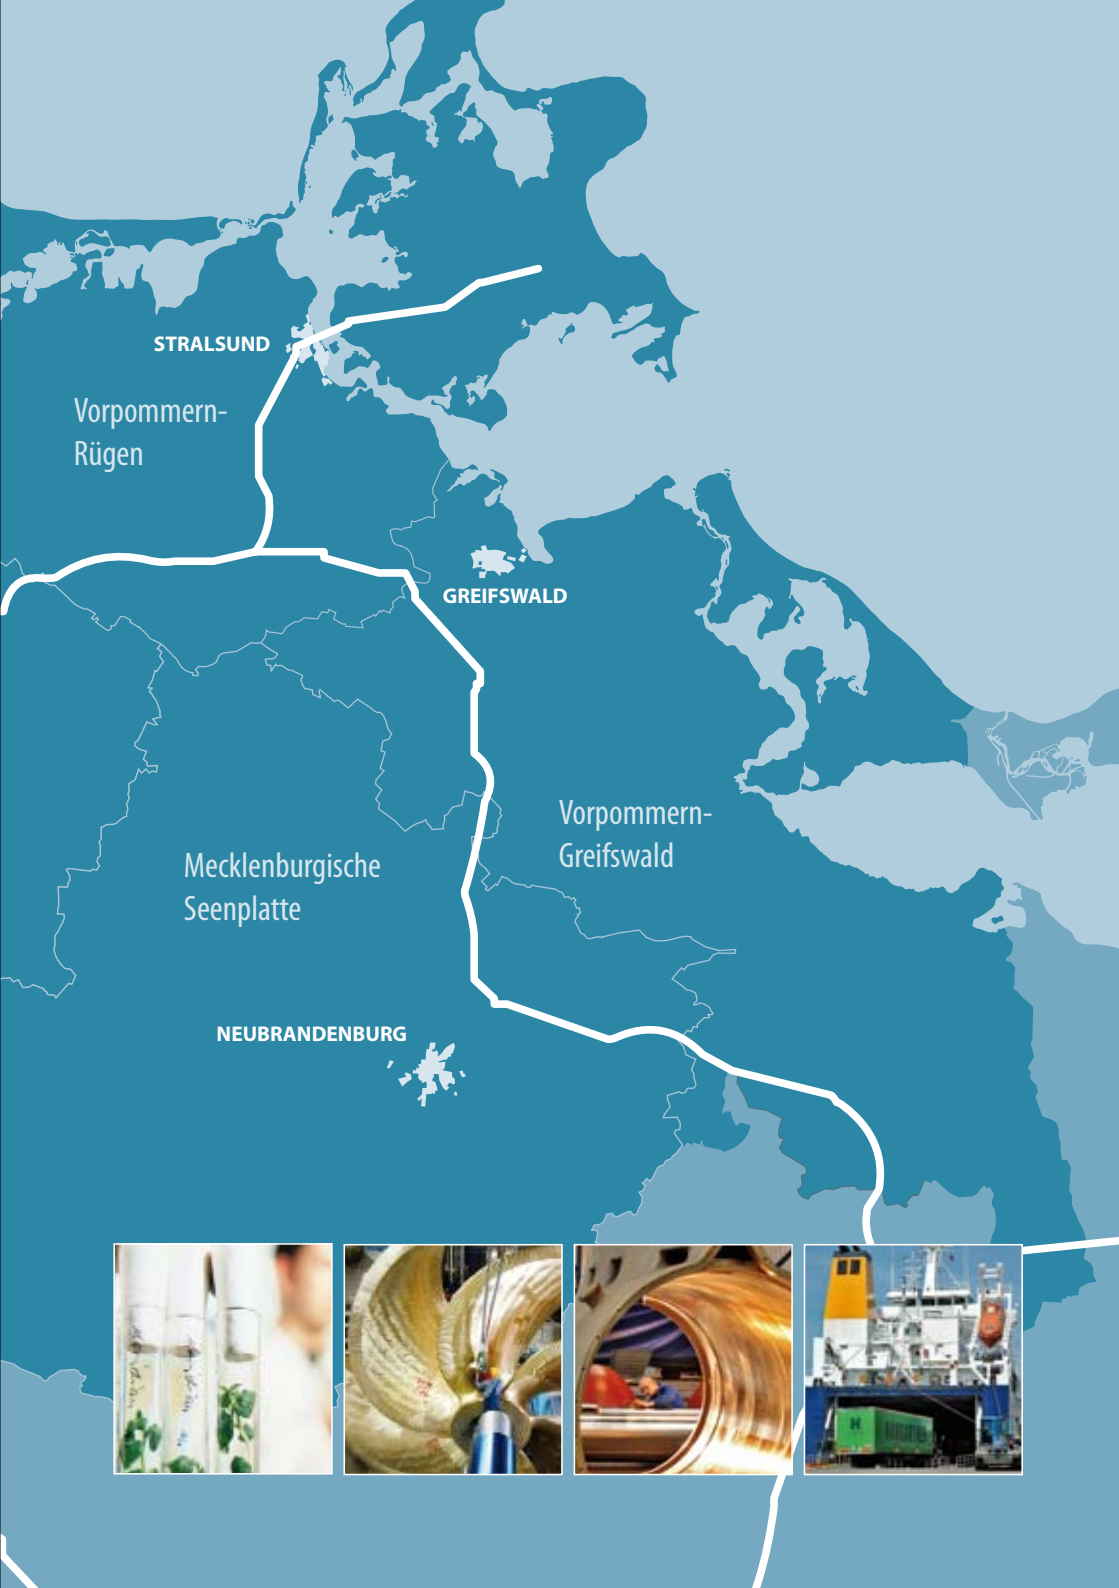 STRALSUND
Vorpommern-
Rügen
GREIFSWALD
Vorpommern-
Greifswald
Mecklenburgische
Seenplatte
NEUBRANDENBURG
H